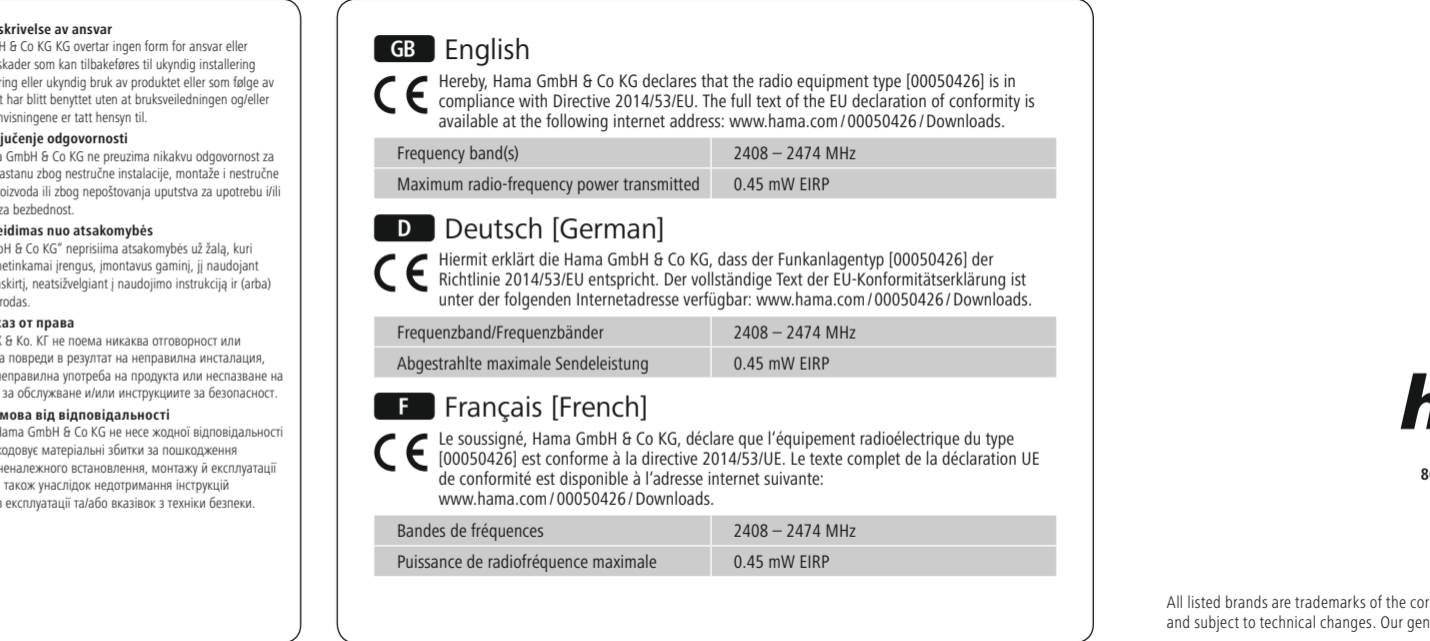 skrivelse av ansvar
H & Co KG KG overtar ingen form for ansvar eller
skader som kan tilbakeføres til ukyndig installering
ring eller ukyndig bruk av produktet eller som følge av
t har blitt benyttet uten at bruksveiledningen og/eller
nvisningene er tatt hensyn til.
jučenje odgovornosti
a GmbH & Co KG ne preuzima nikakvu odgovornost za
astanu zbog nestručne instalacije, montaže i nestručne
oizvoda ili zbog nepoštovanja uputstva za upotrebu i/ili
za bezbednost.
eidimas nuo atsakomybės
bH & Co KG“ neprisiima atsakomybės už žalą, kuri
netinkamai įrengus, įmontavus gaminį, jį naudojant
askirtį, neatsižvelgiant į naudojimo instrukciją ir (arba)
rodas.
каз от права
Х & Ко. КГ не поема никаква отговорност или
а повреди в резултат на неправилна инсталация,
неправилна употреба на продукта или неспазване на
за обслужване и/или инструкциите за безопасност.
мова від відповідальності
Hama GmbH & Co KG не несе жодної відповідальності
кодовує матеріальні збитки за пошкодження
неналежного встановлення, монтажу й експлуатації
також унаслідок недотримання інструкцій
з експлуатації та/або вказівок з техніки безпеки.
GB English
CE Hereby, Hama GmbH & Co KG declares that the radio equipment type [00050426] is in
compliance with Directive 2014/53/EU. The full text of the EU declaration of conformity is
available at the following internet address: www.hama.com/00050426/Downloads.
Frequency band(s) 2408 – 2474 MHz
Maximum radio-frequency power transmitted 0.45 mW EIRP
D Deutsch [German]
CE Hiermit erklärt die Hama GmbH & Co KG, dass der Funkanlagentyp [00050426] der
Richtlinie 2014/53/EU entspricht. Der vollständige Text der EU-Konformitätserklärung ist
unter der folgenden Internetadresse verfügbar: www.hama.com/00050426/Downloads.
Frequenzband/Frequenzbänder 2408 – 2474 MHz
Abgestrahlte maximale Sendeleistung 0.45 mW EIRP
F Français [French]
CE Le soussigné, Hama GmbH & Co KG, déclare que l’équipement radioélectrique du type
[00050426] est conforme à la directive 2014/53/UE. Le texte complet de la déclaration UE
de conformité est disponible à l’adresse internet suivante:
www.hama.com/00050426/Downloads.
Bandes de fréquences 2408 – 2474 MHz
Puissance de radiofréquence maximale 0.45 mW EIRP
h
All listed brands are trademarks of the cor
and subject to technical changes. Our gen